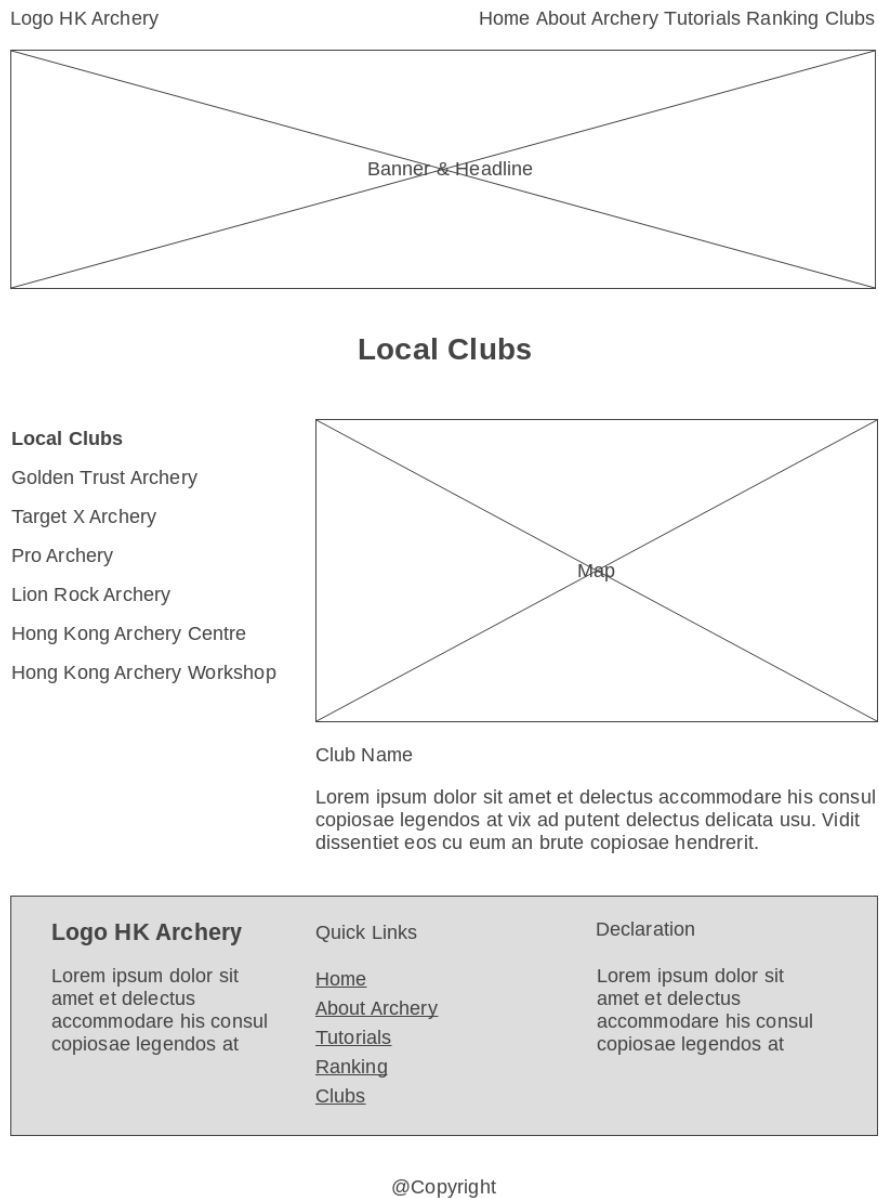 Logo HK Archery
Home About Archery Tutorials Ranking Clubs
Banner & Headline
Local Clubs
Local Clubs
Golden Trust Archery
Target X Archery
Pro Archery
Lion Rock Archery
Hong Kong Archery Centre
Hong Kong Archery Workshop
Map
Club Name
Lorem ipsum dolor sit amet et delectus accommodare his consul
copiosae legendos at vix ad putent delectus delicata usu. Vidit
dissentiet eos cu eum an brute copiosae hendrerit.
Logo HK Archery
Lorem ipsum dolor sit
amet et delectus
accommodare his consul
copiosae legendos at
Quick Links
Home
About Archery
Tutorials
Ranking
Clubs
Declaration
Lorem ipsum dolor sit
amet et delectus
accommodare his consul
copiosae legendos at
@Copyright